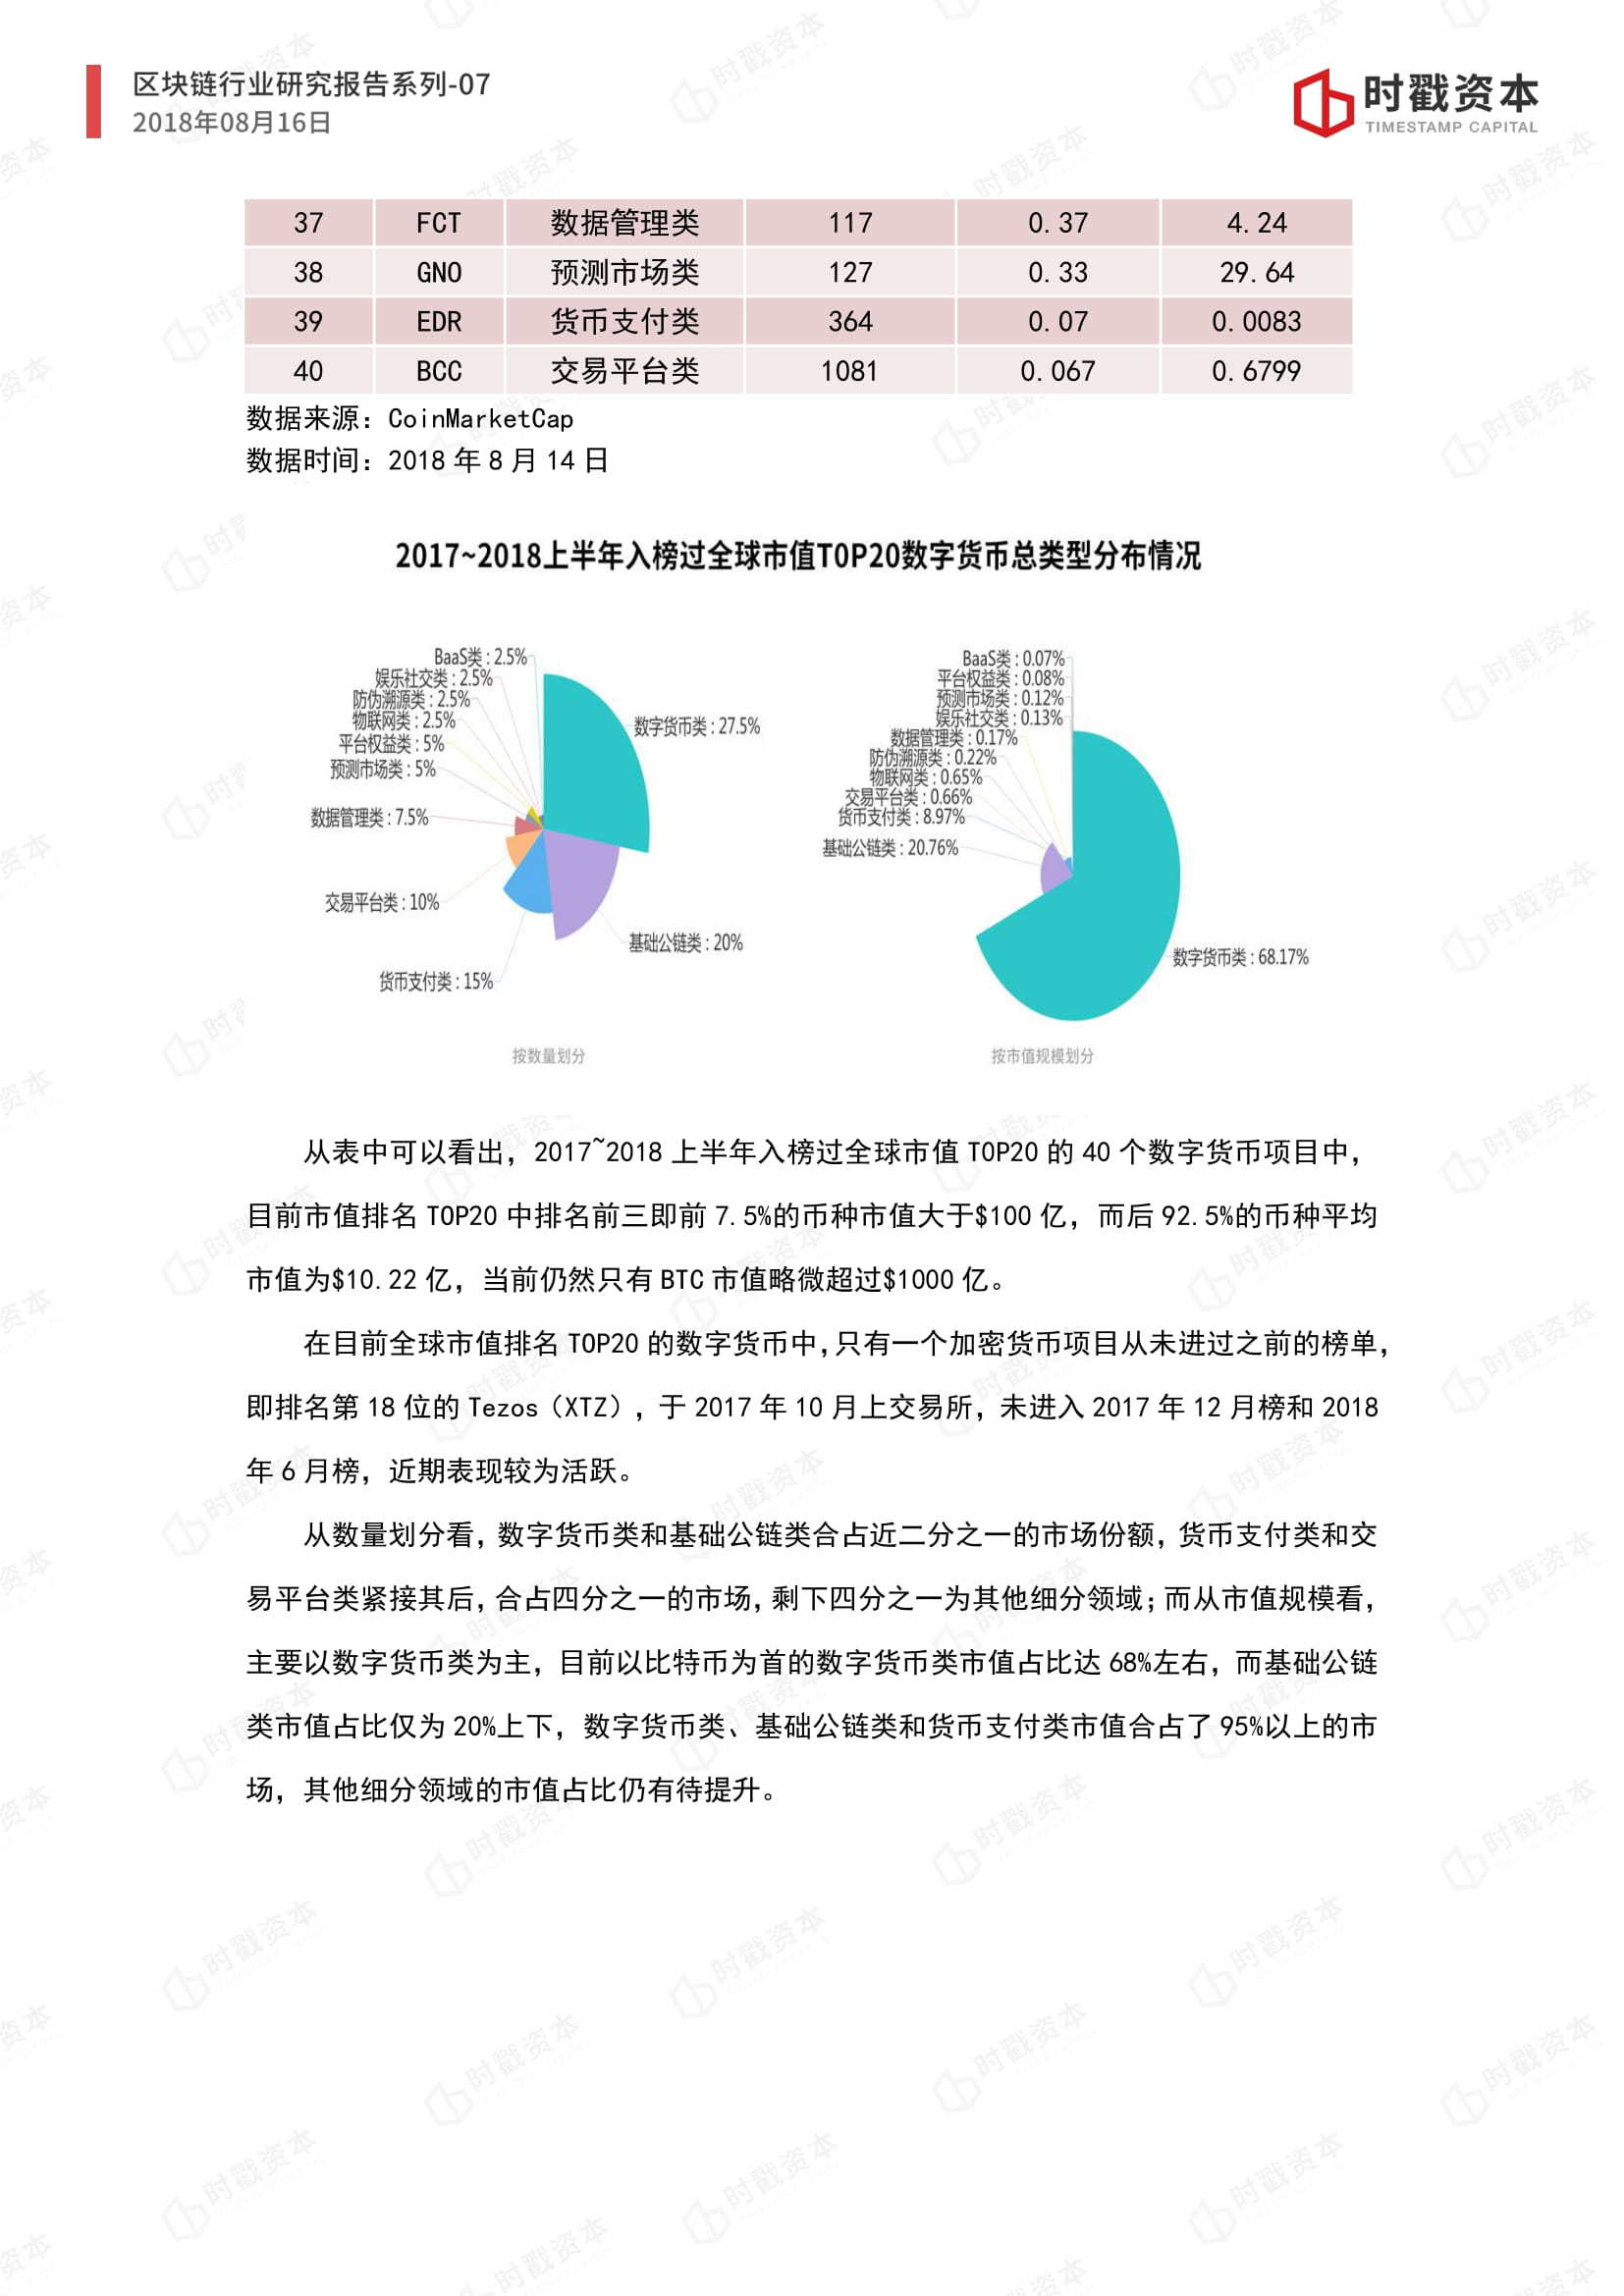 区块链行业研究报告系列-07
2018年08月16日
时戳资本
TIMESTAMP CAPITAL
37 FCT 数据管理类 117 0.37 4.24
38 GNO 预测市场类 127 0.33 29.64
39 EDR 货币支付类 364 0.07 0.0083
40 BCC 交易平台类 1081 0.067 0.6799
数据来源：CoinMarketCap
数据时间：2018 年 8 月 14 日
2017~2018上半年入榜过全球市值TOP20数字货币总类型分布情况
BaaS类 : 2.5%
娱乐社交类 : 2.5%
防伪溯源类 : 2.5%
物联网类 : 2.5%
平台权益类 : 5%
预测市场类 : 5%
数据管理类 : 7.5%
交易平台类 : 10%
货币支付类 : 15%
数字货币类 : 27.5%
基础公链类 : 20%
按数量划分
BaaS类 : 0.07%
平台权益类 : 0.08%
预测市场类 : 0.12%
娱乐社交类 : 0.13%
数据管理类 : 0.17%
防伪溯源类 : 0.22%
物联网类 : 0.65%
交易平台类 : 0.66%
货币支付类 : 8.97%
基础公链类 : 20.76%
数字货币类 : 68.17%
按市值规模划分
从表中可以看出，2017~2018 上半年入榜过全球市值 TOP20 的 40 个数字货币项目中，
目前市值排名 TOP20 中排名前三即前 7.5%的币种市值大于$100 亿，而后 92.5%的币种平均
市值为$10.22 亿，当前仍然只有 BTC 市值略微超过$1000 亿。
在目前全球市值排名 TOP20 的数字货币中，只有一个加密货币项目从未进过之前的榜单，
即排名第 18 位的 Tezos（XTZ），于 2017 年 10 月上交易所，未进入 2017 年 12 月榜和 2018
年 6 月榜，近期表现较为活跃。
从数量划分看，数字货币类和基础公链类合占近二分之一的市场份额，货币支付类和交
易平台类紧接其后，合占四分之一的市场，剩下四分之一为其他细分领域；而从市值规模看，
主要以数字货币类为主，目前以比特币为首的数字货币类市值占比达 68%左右，而基础公链
类市值占比仅为 20%上下，数字货币类、基础公链类和货币支付类市值合占了 95%以上的市
场，其他细分领域的市值占比仍有待提升。